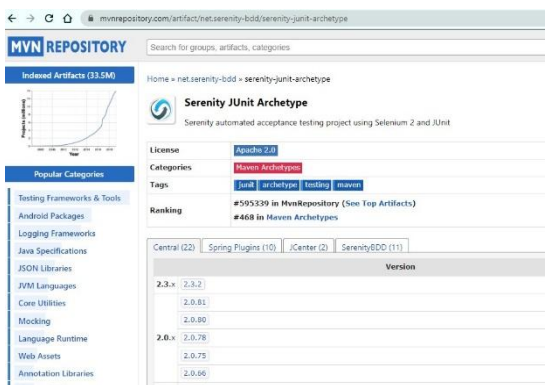 mvnrepository.com/artifact/net.serenity-bdd/serenity-junit-archetype
MVN REPOSITORY
Search for groups, artifacts, categories
Indexed Artifacts (33.5M)
Projects (millions)
Year
Popular Categories
Testing Frameworks & Tools
Android Packages
Logging Frameworks
Java Specifications
JSON Libraries
JVM Languages
Core Utilities
Mocking
Language Runtime
Web Assets
Annotation Libraries
Home » net.serenity-bdd » serenity-junit-archetype
Serenity JUnit Archetype
Serenity automated acceptance testing project using Selenium 2 and JUnit
License Apache 2.0
Categories Maven Archetypes
Tags junit archetype testing maven
Ranking #595339 in MvnRepository (See Top Artifacts)
#468 in Maven Archetypes
Central (22) Spring Plugins (10) JCenter (2) SerenityBDD (11)
Version
2.3.x 2.3.2
2.0.81
2.0.80
2.0.x 2.0.78
2.0.75
2.0.66